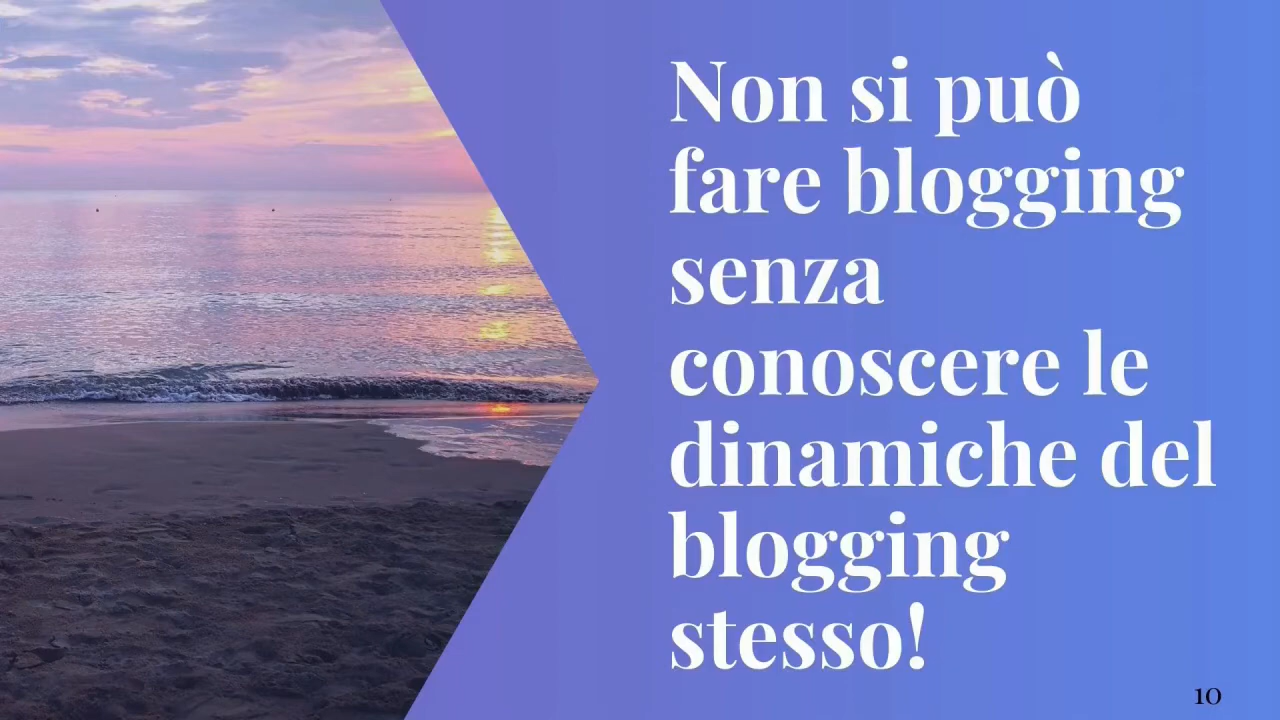 Non si può
fare blogging
senza
conoscere le
dinamiche del
blogging
stesso!
10